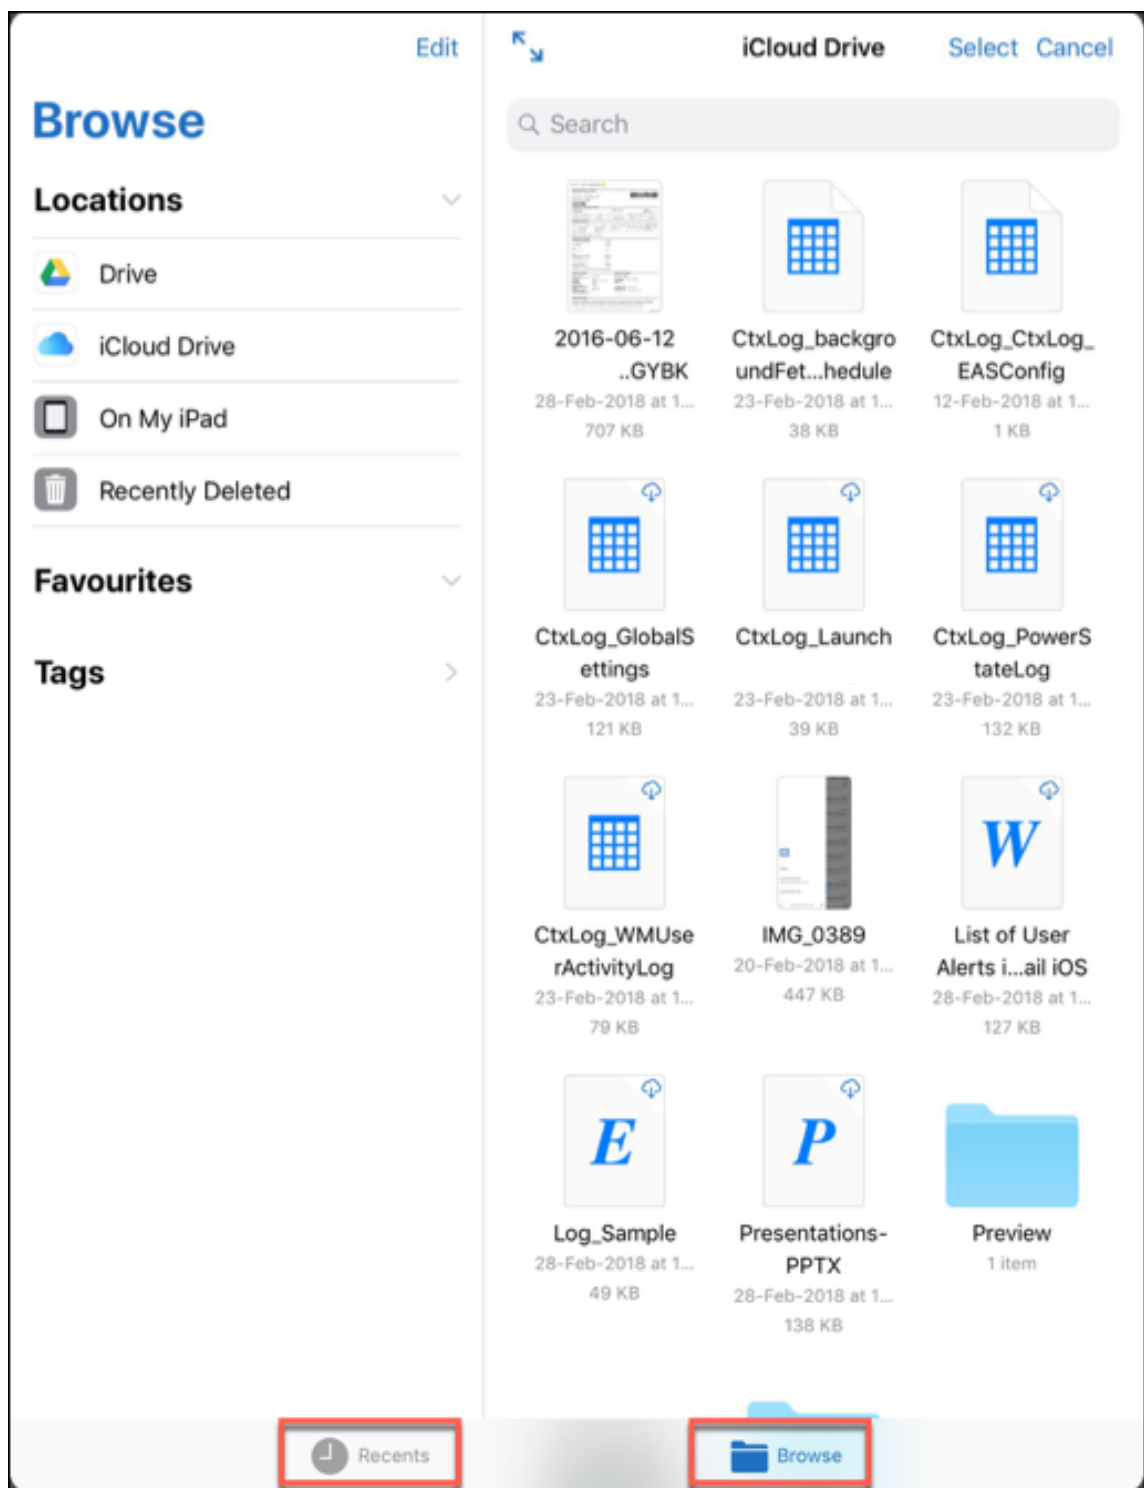 Edit
Browse
Locations
Drive
iCloud Drive
On My iPad
Recently Deleted
Favourites
Tags
iCloud Drive
Select Cancel
Search
2016-06-12
..GYBK
28-Feb-2018 at 1...
707 KB
CtxLog_backgro
undFet...hedule
23-Feb-2018 at 1...
38 KB
CtxLog_CtxLog_
EASConfig
12-Feb-2018 at 1...
1 KB
CtxLog_GlobalS
ettings
23-Feb-2018 at 1...
121 KB
CtxLog_Launch
23-Feb-2018 at 1...
39 KB
CtxLog_PowerS
tateLog
23-Feb-2018 at 1...
132 KB
CtxLog_WMUse
rActivityLog
23-Feb-2018 at 1...
79 KB
IMG_0389
20-Feb-2018 at 1...
447 KB
W
List of User
Alerts i...ail iOS
28-Feb-2018 at 1...
127 KB
E
Log_Sample
28-Feb-2018 at 1...
49 KB
P
Presentations-
PPTX
28-Feb-2018 at 1...
138 KB
Preview
1 item
Recents
Browse